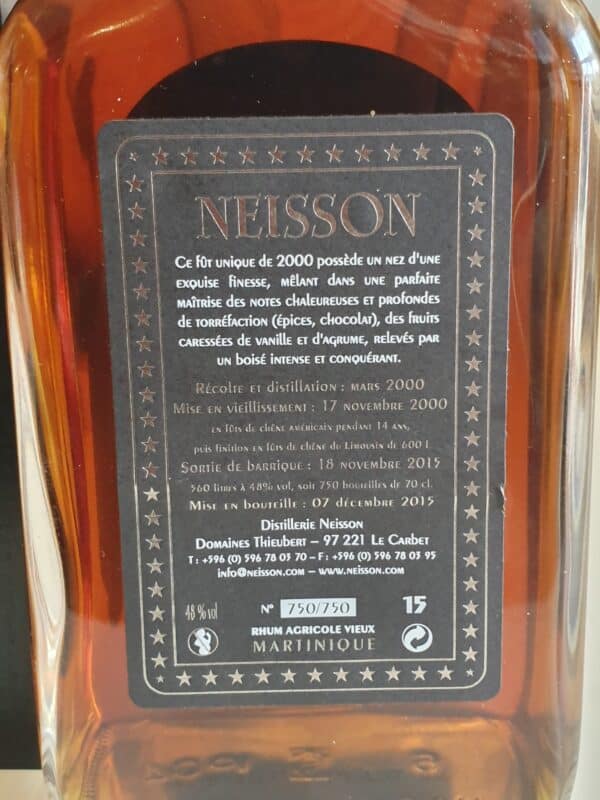 NEISSON
Ce fût unique de 2000 possède un nez d'une
exquise finesse, mêlant dans une parfaite
maîtrise des notes chaleureuses et profondes
de torréfaction (épices, chocolat), des fruits
caressées de vanille et d'agrume, relevés par
un boisé intense et conquérant.
Récolte et distillation : mars 2000
Mise en vieillissement : 17 novembre 2000
en fûts de chêne américain pendant 14 ans,
puis finition en fûts de chêne du Limousin de 600 l.
Sortie de barrique : 18 novembre 2015
560 litres à 48% vol, soit 750 bouteilles de 70 cl.
Mise en bouteille : 07 décembre 2015
Distillerie Neisson
Domaines Thieubert – 97 221 Le Carbet
T : +596 (0) 596 78 03 70 – F : +596 (0) 596 78 03 95
info@neisson.com – www.neisson.com
48 % vol N° 750/750 15
RHUM AGRICOLE VIEUX
MARTINIQUE